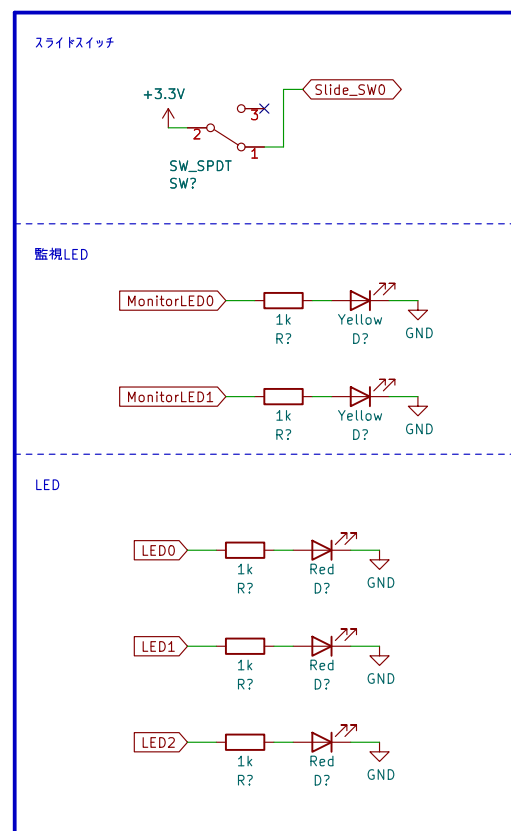 スライドスイッチ
+3.3V
Slide_SW0
3
2
1
SW_SPDT
SW?
監視LED
MonitorLED0
1k
R?
Yellow
D?
GND
MonitorLED1
1k
R?
Yellow
D?
GND
LED
LED0
1k
R?
Red
D?
GND
LED1
1k
R?
Red
D?
GND
LED2
1k
R?
Red
D?
GND